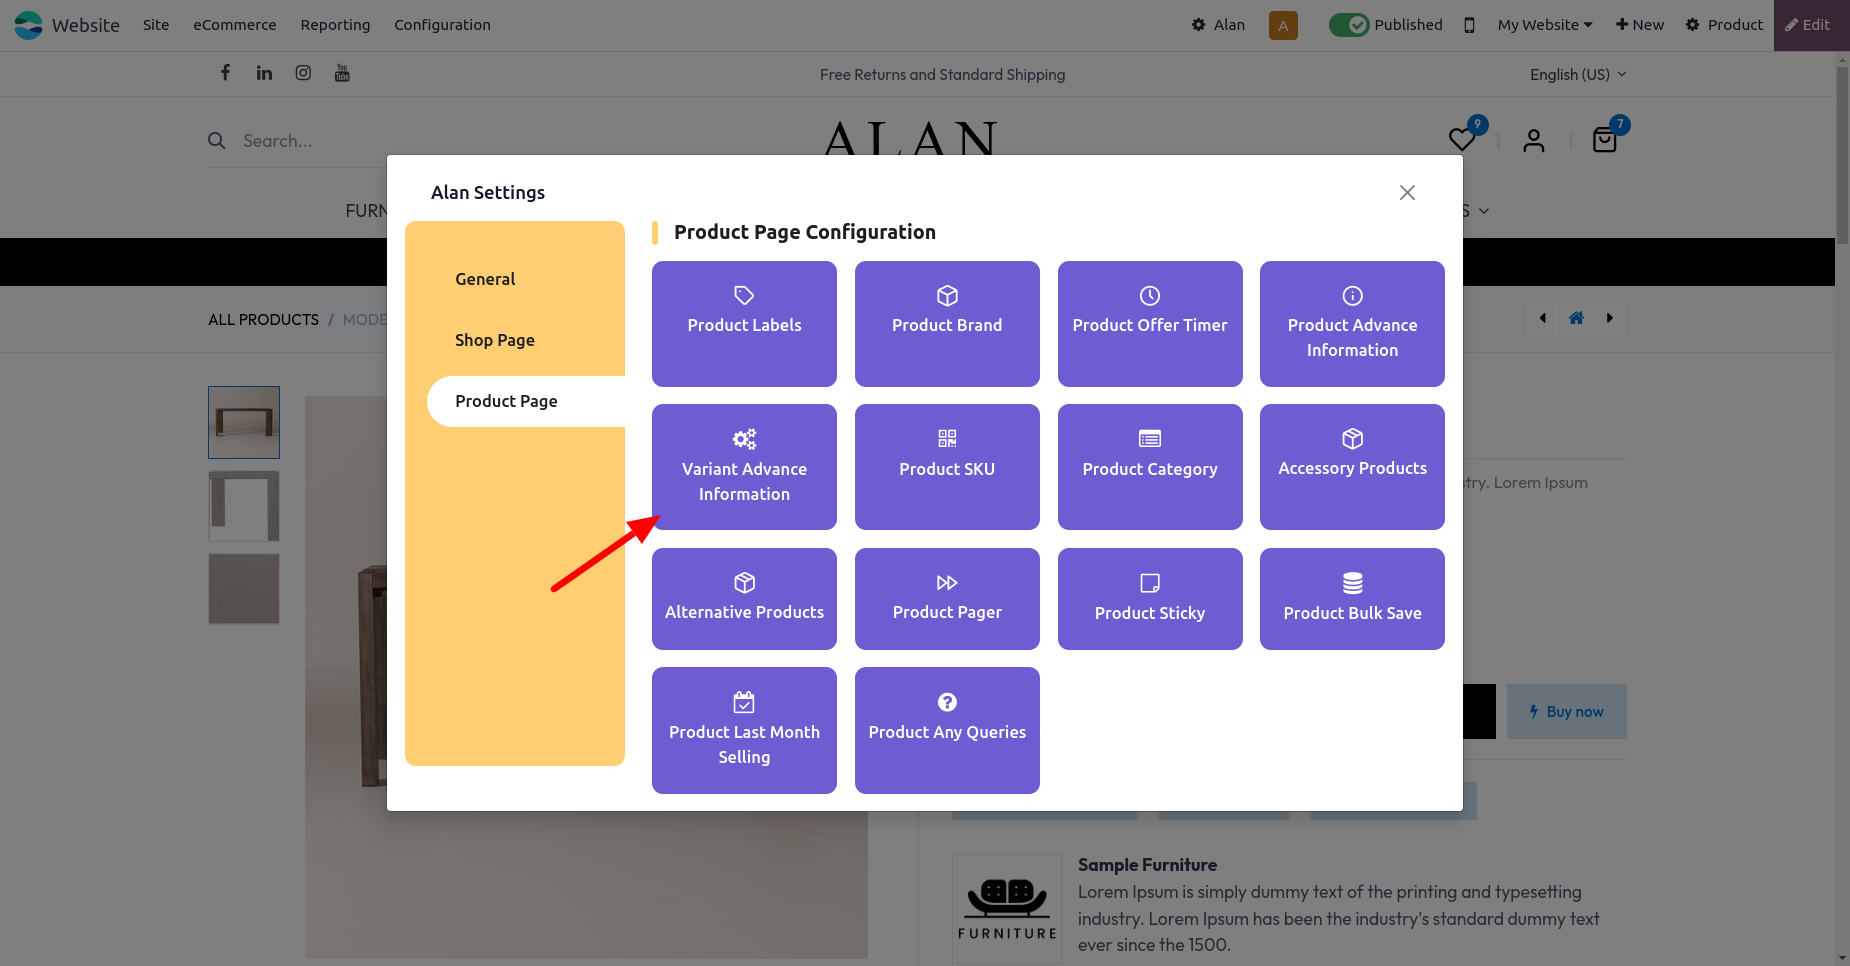 Website Site eCommerce Reporting Configuration Alan A Published My Website New Product Edit
You
Tube
Free Returns and Standard Shipping
English (US)
Search...
ALAN
9
7
FURN
S
ALL PRODUCTS / MODE
Alan Settings
General
Shop Page
Product Page
Product Page Configuration
Product Labels
Product Brand
Product Offer Timer
Product Advance
Information
Variant Advance
Information
Product SKU
Product Category
Accessory Products
Alternative Products
Product Pager
Product Sticky
Product Bulk Save
Product Last Month
Selling
Product Any Queries
stry. Lorem Ipsum
Buy now
FURNITURE
Sample Furniture
Lorem Ipsum is simply dummy text of the printing and typesetting
industry. Lorem Ipsum has been the industry's standard dummy text
ever since the 1500.